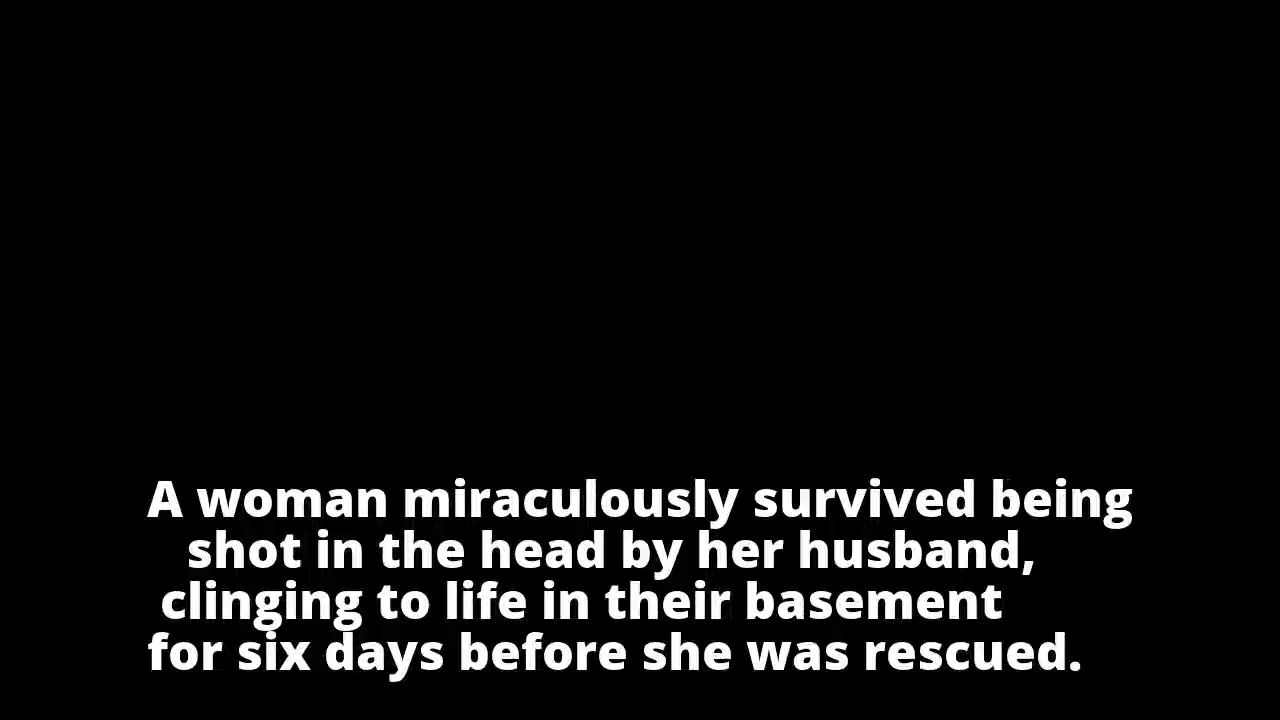 A woman miraculously survived being
shot in the head by her husband,
clinging to life in their basement
for six days before she was rescued.